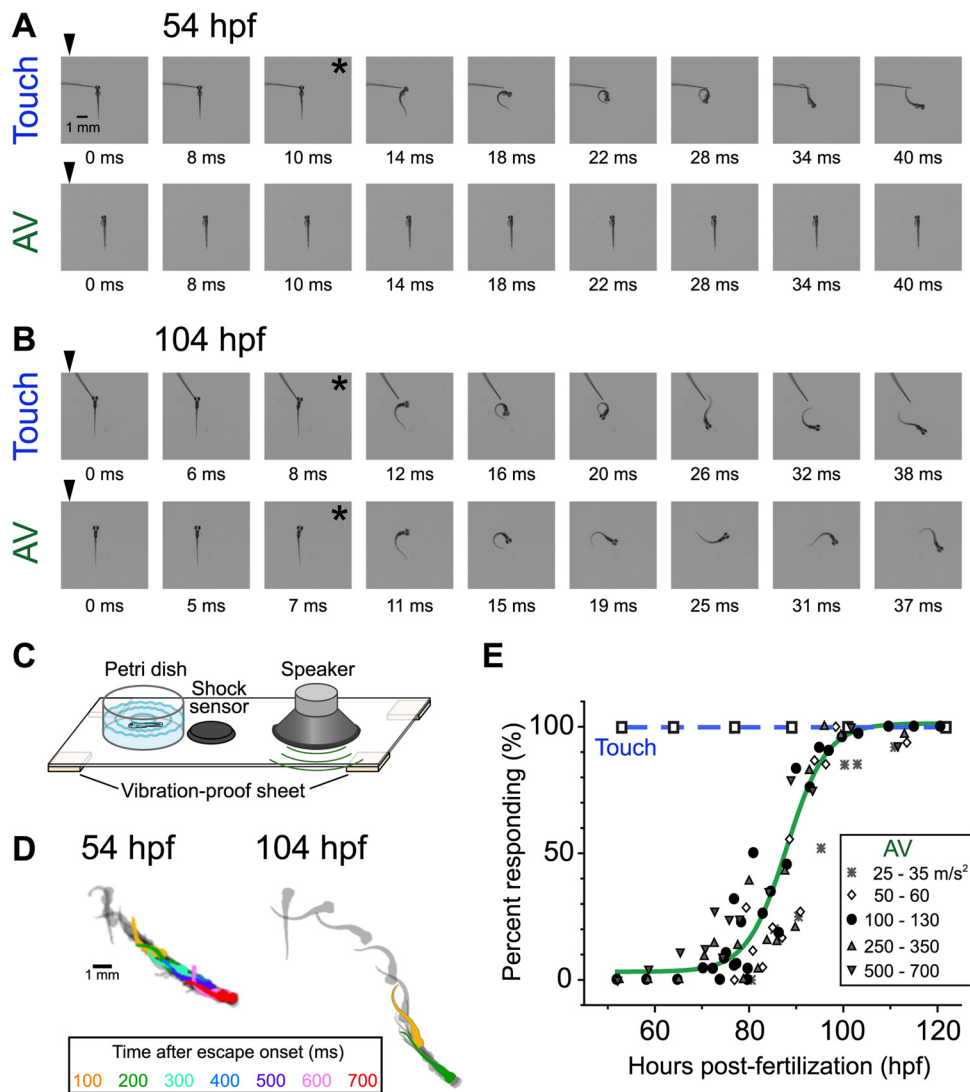 A
54 hpf
Touch
*
1 mm
0 ms 8 ms 10 ms 14 ms 18 ms 22 ms 28 ms 34 ms 40 ms
AV
0 ms 8 ms 10 ms 14 ms 18 ms 22 ms 28 ms 34 ms 40 ms
B
104 hpf
Touch
*
0 ms 6 ms 8 ms 12 ms 16 ms 20 ms 26 ms 32 ms 38 ms
AV
*
0 ms 5 ms 7 ms 11 ms 15 ms 19 ms 25 ms 31 ms 37 ms
C
Petri dish
Shock
sensor
Speaker
Vibration-proof sheet
D
54 hpf
104 hpf
1 mm
Time after escape onset (ms)
100 200 300 400 500 600 700
E
Percent responding (%)
100
50
0
Touch
AV
25 - 35 m/s²
50 - 60
100 - 130
250 - 350
500 - 700
60 80 100 120
Hours post-fertilization (hpf)